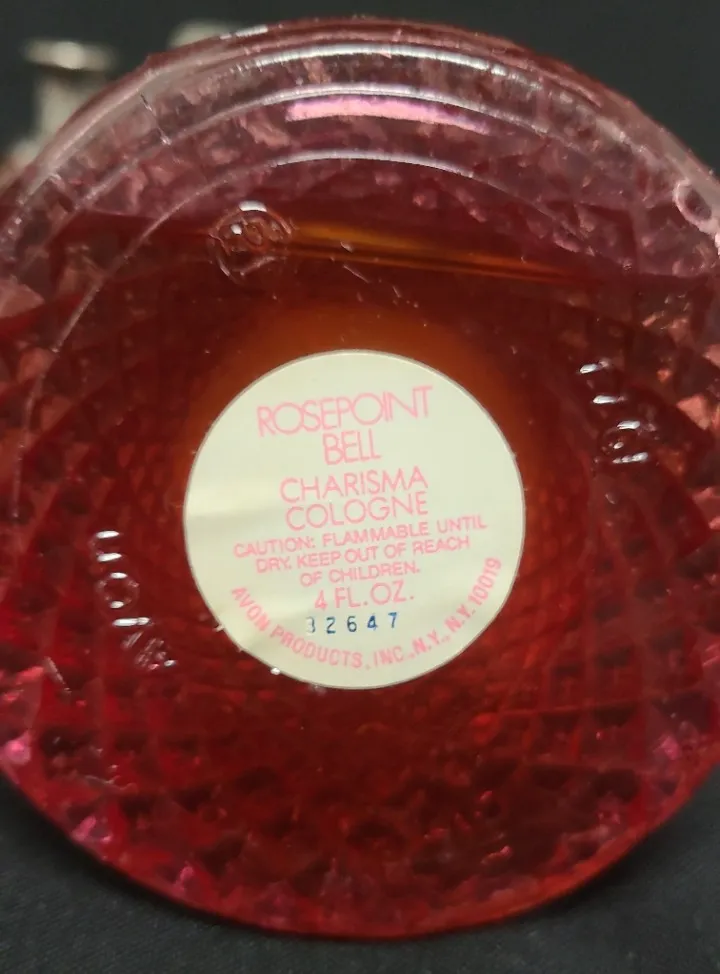 ROSEPOINT
BELL
CHARISMA
COLOGNE
CAUTION: FLAMMABLE UNTIL
DRY. KEEP OUT OF REACH
OF CHILDREN.
4 FL. OZ.
32647
AVON PRODUCTS, INC., N.Y., N.Y. 10019
AVON